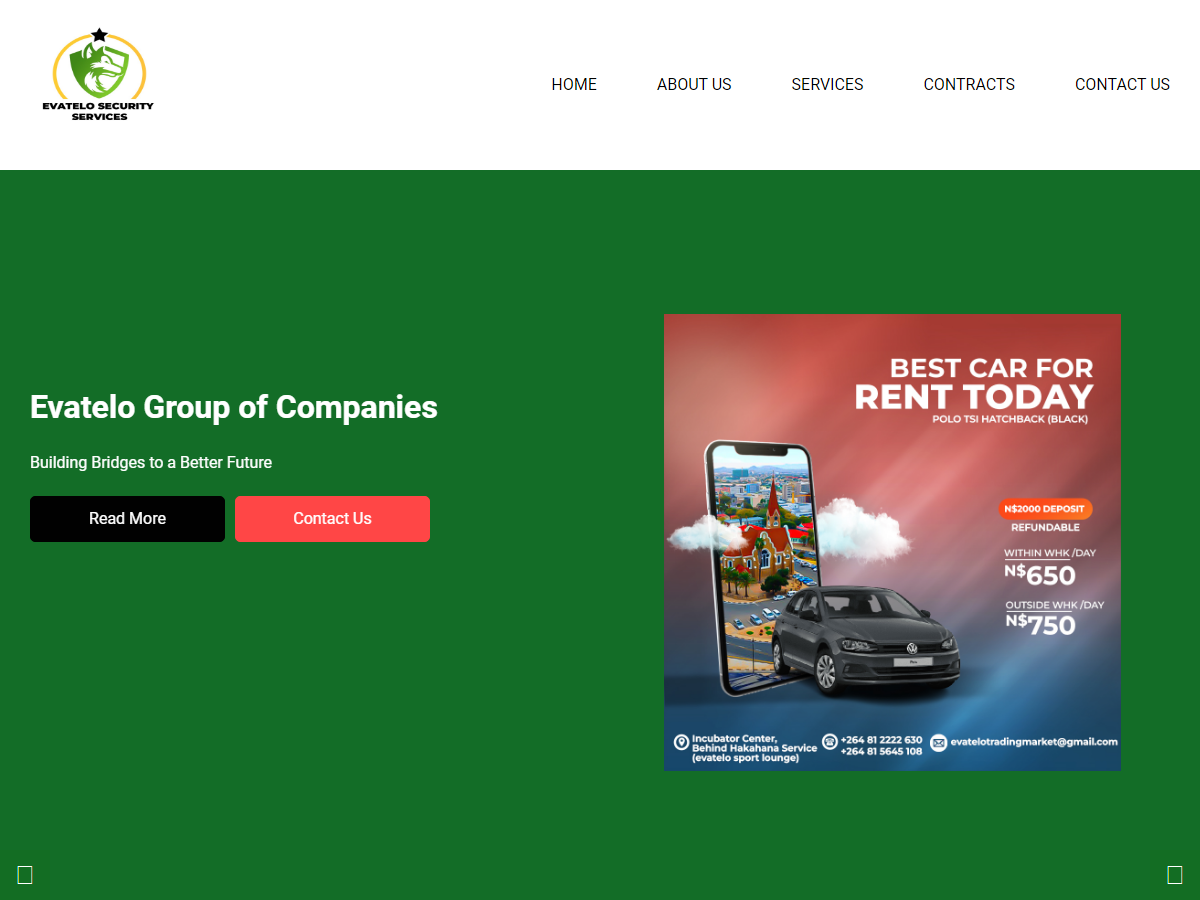 EVATELO SECURITY
SERVICES
HOME
ABOUT US
SERVICES
CONTRACTS
CONTACT US
Evatelo Group of Companies
Building Bridges to a Better Future
Read More
Contact Us
BEST CAR FOR
RENT TODAY
POLO TSI HATCHBACK (BLACK)
N$2000 DEPOSIT
REFUNDABLE
WITHIN WHK /DAY
N$650
OUTSIDE WHK /DAY
N$750
Incubator Center,
Behind Hakahana Service
(evatelo sport lounge)
+264 81 2222 630
+264 81 5645 108
evatelotradingmarket@gmail.com